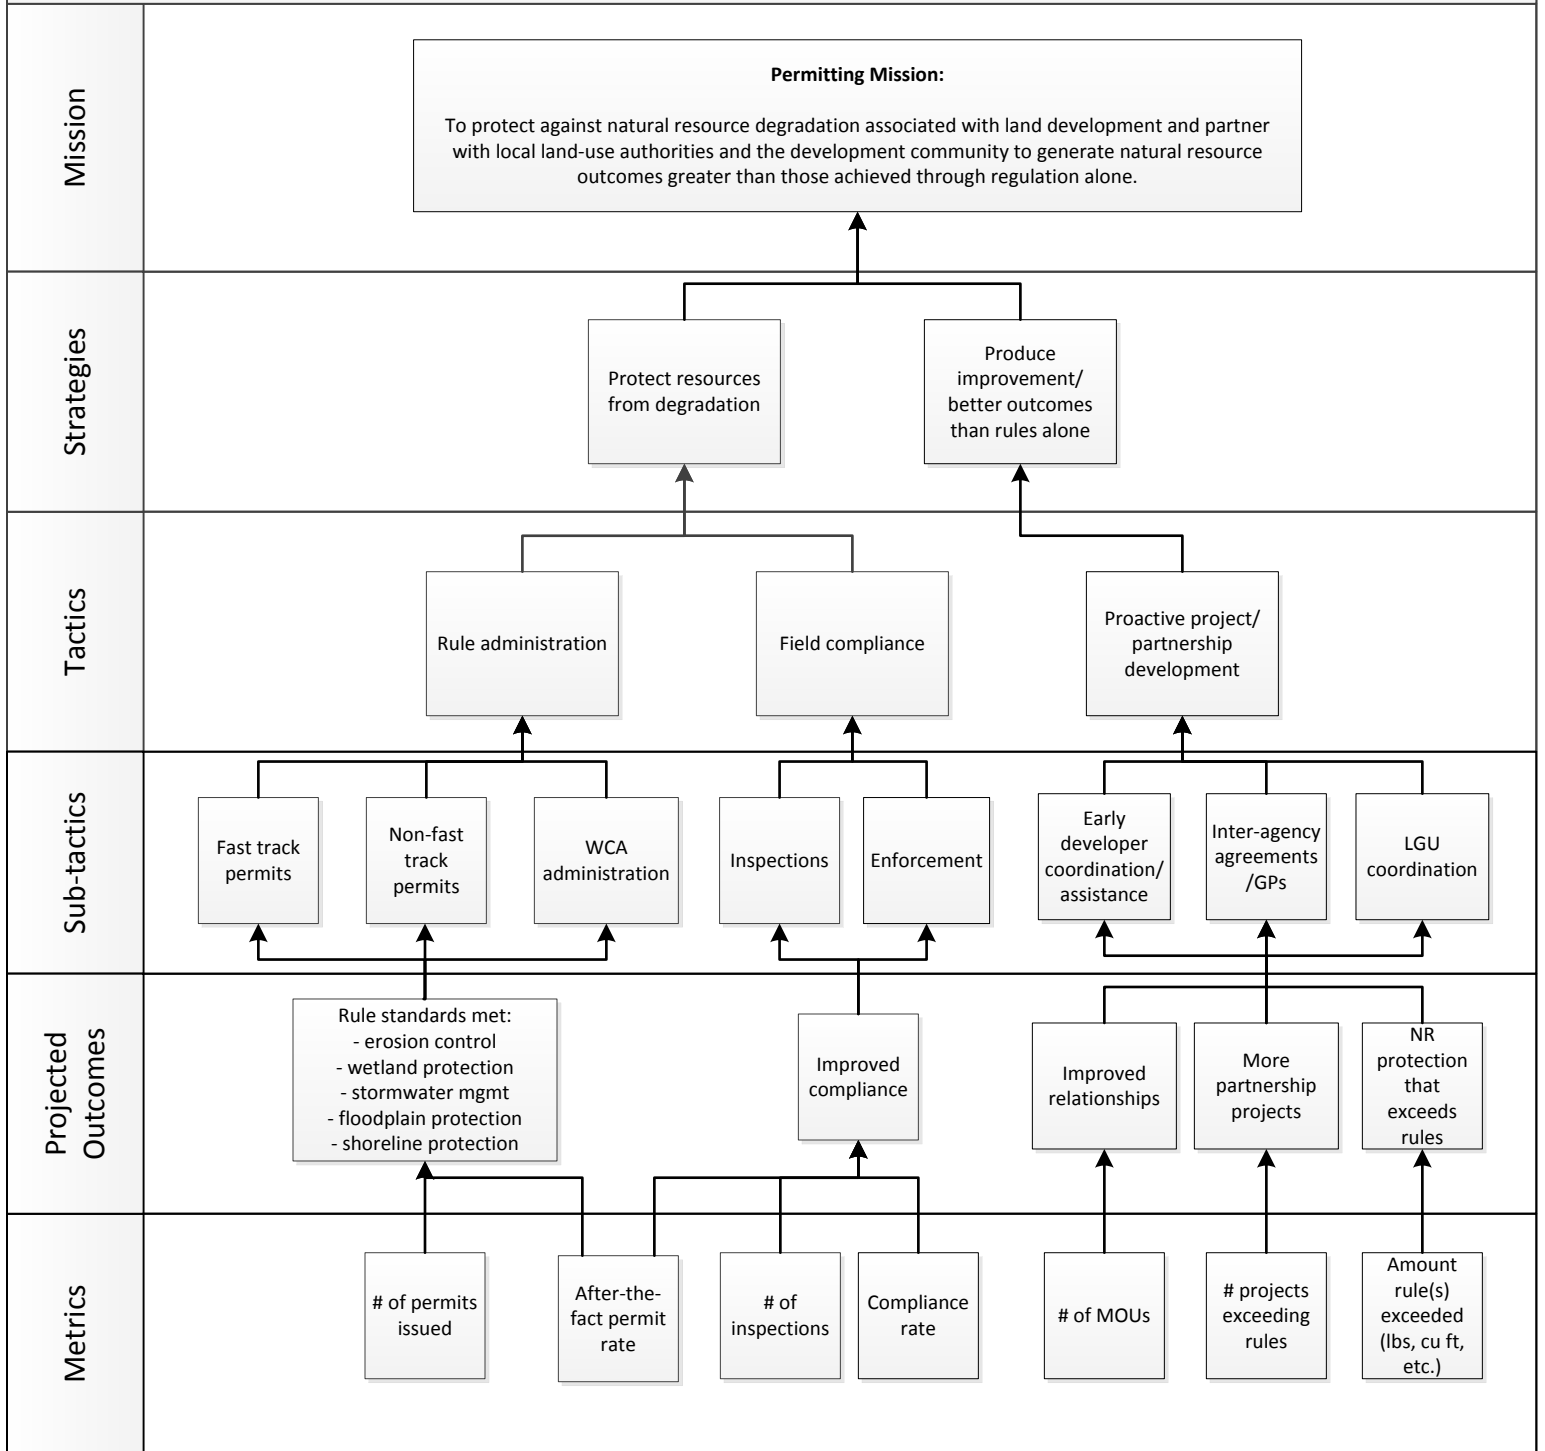 Mission
Permitting Mission:
To protect against natural resource degradation associated with land development and partner
with local land-use authorities and the development community to generate natural resource
outcomes greater than those achieved through regulation alone.
Strategies
Protect resources
from degradation
Produce
improvement/
better outcomes
than rules alone
Tactics
Rule administration
Field compliance
Proactive project/
partnership
development
Sub-tactics
Fast track
permits
Non-fast
track
permits
WCA
administration
Inspections
Enforcement
Early
developer
coordination/
assistance
Inter-agency
agreements
/GPs
LGU
coordination
Projected
Outcomes
Rule standards met:
- erosion control
- wetland protection
- stormwater mgmt
- floodplain protection
- shoreline protection
Improved
compliance
Improved
relationships
More
partnership
projects
NR
protection
that
exceeds
rules
Metrics
# of permits
issued
After-the-
fact permit
rate
# of
inspections
Compliance
rate
# of MOUs
# projects
exceeding
rules
Amount
rule(s)
exceeded
(lbs, cu ft,
etc.)